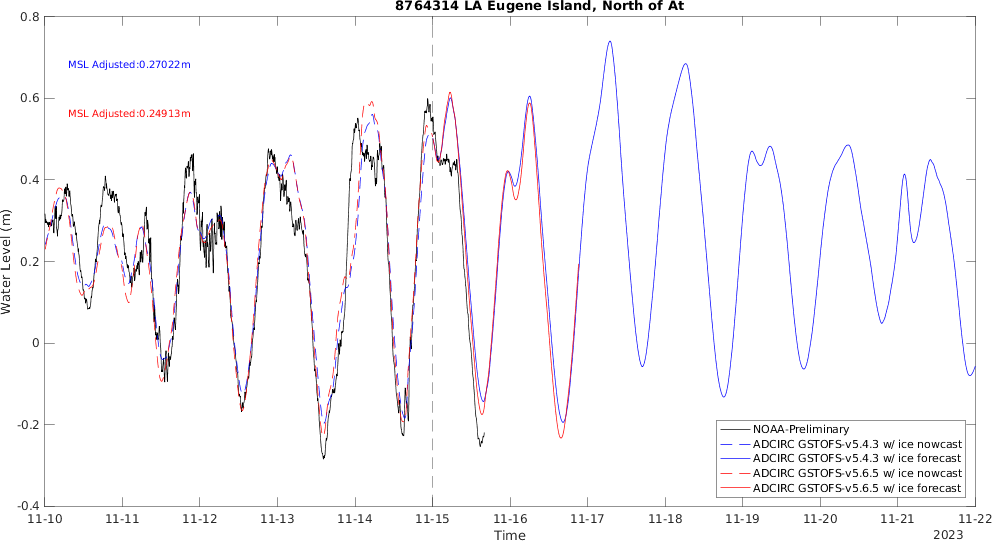 8764314 LA Eugene Island, North of At
0.8
0.6
0.4
0.2
0
-0.2
-0.4
Water Level (m)
MSL Adjusted:0.27022m
MSL Adjusted:0.24913m
NOAA-Preliminary
ADCIRC GSTOFS-v5.4.3 w/ ice nowcast
ADCIRC GSTOFS-v5.4.3 w/ ice forecast
ADCIRC GSTOFS-v5.6.5 w/ ice nowcast
ADCIRC GSTOFS-v5.6.5 w/ ice forecast
11-10 11-11 11-12 11-13 11-14 11-15 11-16 11-17 11-18 11-19 11-20 11-21 11-22
Time
2023